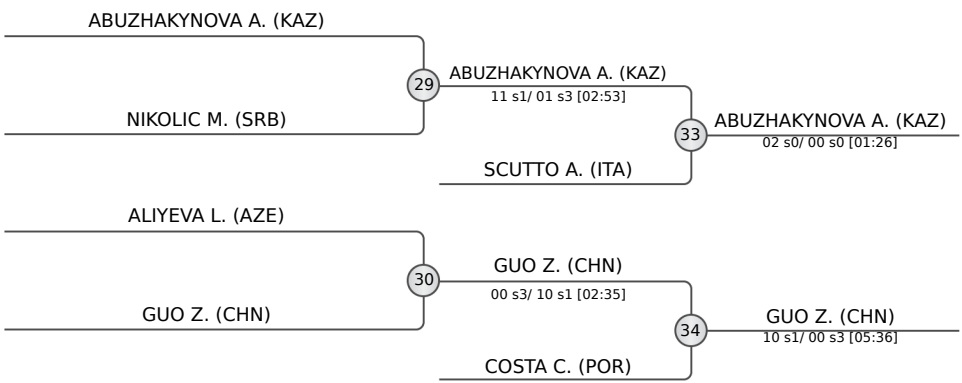 ABUZHAKYNOVA A. (KAZ)
29
NIKOLIC M. (SRB)
ABUZHAKYNOVA A. (KAZ)
11 s1/ 01 s3 [02:53]
33
SCUTTO A. (ITA)
ABUZHAKYNOVA A. (KAZ)
02 s0/ 00 s0 [01:26]
ALIYEVA L. (AZE)
30
GUO Z. (CHN)
GUO Z. (CHN)
00 s3/ 10 s1 [02:35]
34
COSTA C. (POR)
GUO Z. (CHN)
10 s1/ 00 s3 [05:36]